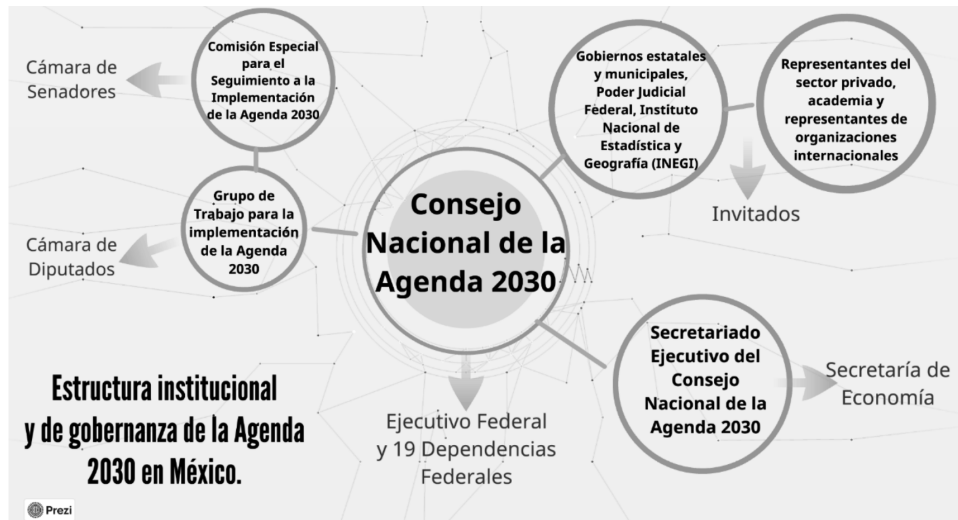 Cámara de
Senadores
Comisión Especial
para el
Seguimiento a la
Implementación
de la Agenda 2030
Gobiernos estatales
y municipales,
Poder Judicial
Federal, Instituto
Nacional de
Estadística y
Geografía (INEGI)
Representantes del
sector privado,
academia y
representantes de
organizaciones
internacionales
Invitados
Grupo de
Trabajo para la
implementación
de la Agenda
2030
Cámara de
Diputados
Consejo
Nacional de la
Agenda 2030
Secretariado
Ejecutivo del
Consejo
Nacional de la
Agenda 2030
Secretaría de
Economía
Ejecutivo Federal
y 19 Dependencias
Federales
Estructura institucional
y de gobernanza de la Agenda
2030 en México.
Prezi